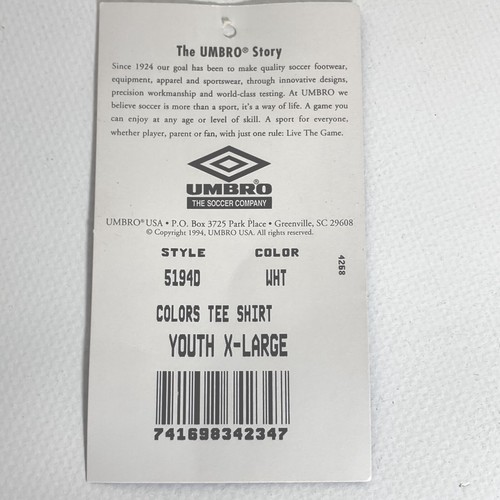 The UMBRO® Story
Since 1924 our goal has been to make quality soccer footwear,
equipment, apparel and sportswear, through innovative designs,
precision workmanship and world-class testing. At UMBRO we
believe soccer is more than a sport, it's a way of life. A game you
can enjoy at any age or level of skill. A sport for everyone,
whether player, parent or fan, with just one rule: Live The Game.
UMBRO
THE SOCCER COMPANY
UMBRO® USA • P.O. Box 3725 Park Place • Greenville, SC 29608
© Copyright 1994, UMBRO USA. All rights reserved.
STYLE COLOR
5194D WHT
4268
COLORS TEE SHIRT
YOUTH X-LARGE
741698342347